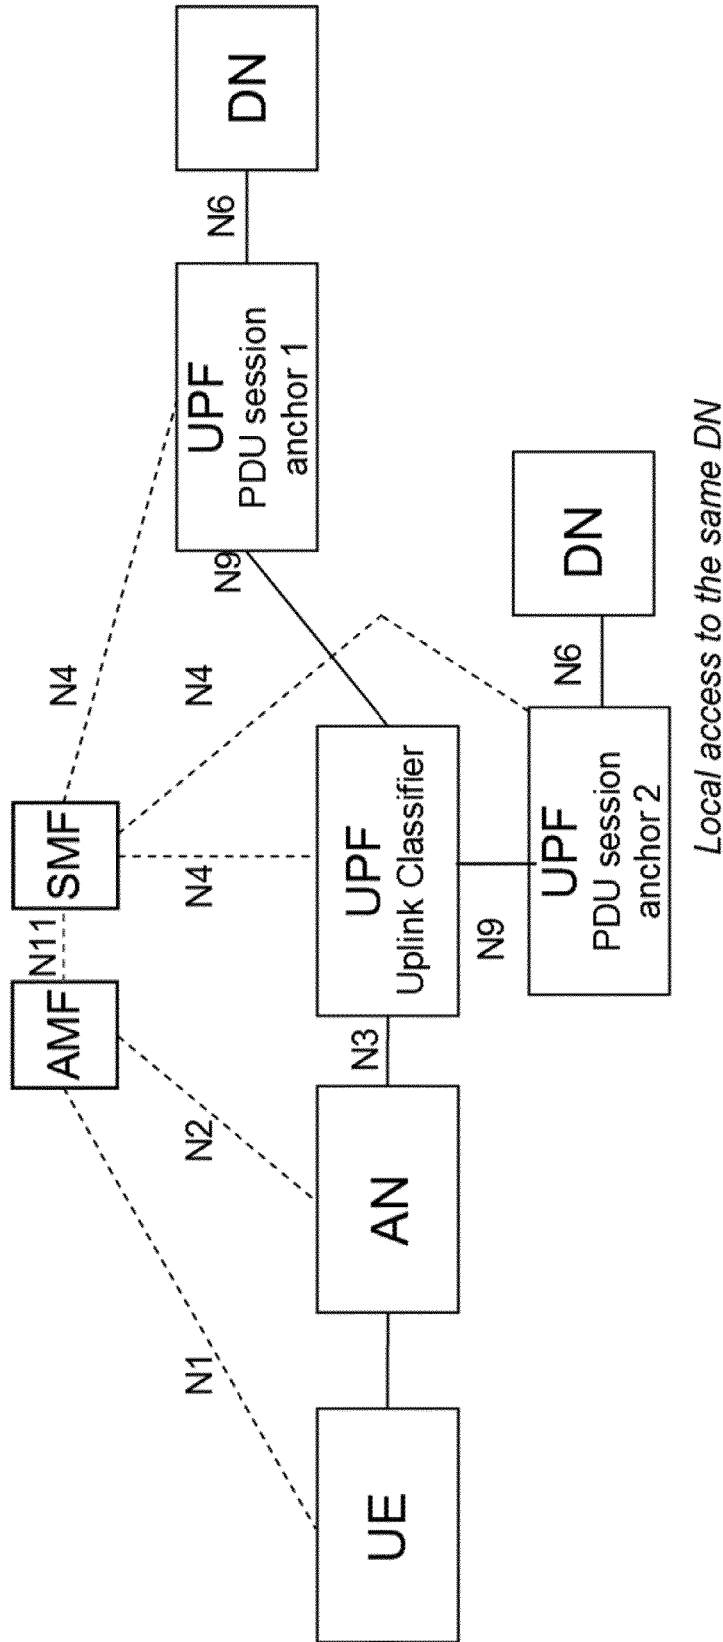 AMF
N11
SMF
N1
N2
N4
N4
N4
UPF
PDU session
anchor 1
N6
DN
N9
UE
AN
N3
UPF
Uplink Classifier
N9
UPF
PDU session
anchor 2
N6
DN
Local access to the same DN